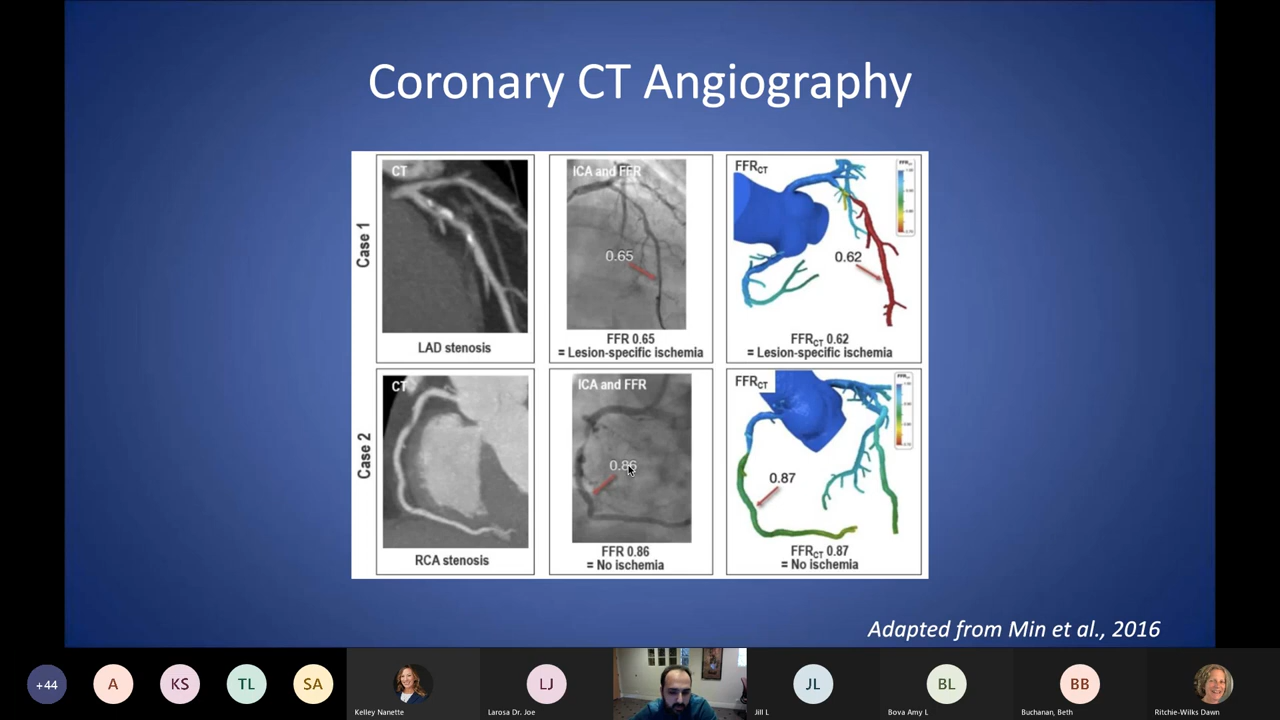 Coronary CT Angiography
Case 1
CT
LAD stenosis
ICA and FFR
0.65
FFR 0.65
= Lesion-specific ischemia
FFRCT
0.62
FFRCT 0.62
= Lesion-specific ischemia
Case 2
CT
RCA stenosis
ICA and FFR
0.86
FFR 0.86
= No ischemia
FFRCT
0.87
FFRCT 0.87
= No ischemia
Adapted from Min et al., 2016
+44
A
KS
TL
SA
Kelley Nanette
LJ
Larosa Dr. Joe
JL
Jill L
BL
Bova Amy L
BB
Buchanan, Beth
Ritchie-Wilks Dawn